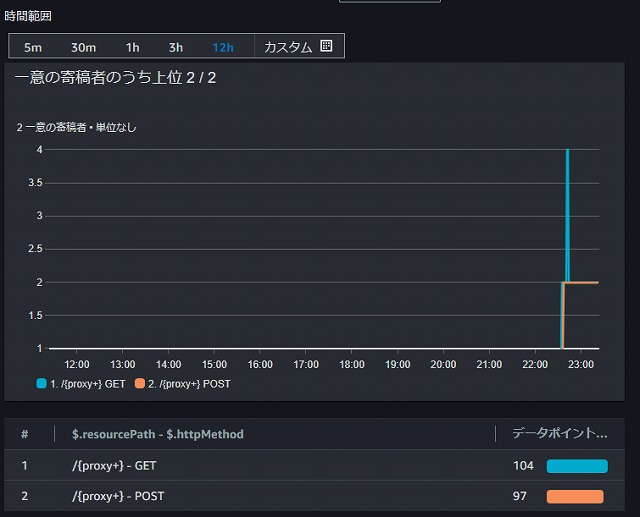 時間範囲
5m 30m 1h 3h 12h カスタム
一意の寄稿者のうち上位 2 / 2
2 一意の寄稿者・単位なし
4
3.5
3
2.5
2
1.5
1
12:00 13:00 14:00 15:00 16:00 17:00 18:00 19:00 20:00 21:00 22:00 23:00
1. /{proxy+} GET 2. /{proxy+} POST
# $.resourcePath - $.httpMethod データポイント...
1 /{proxy+} - GET 104
2 /{proxy+} - POST 97